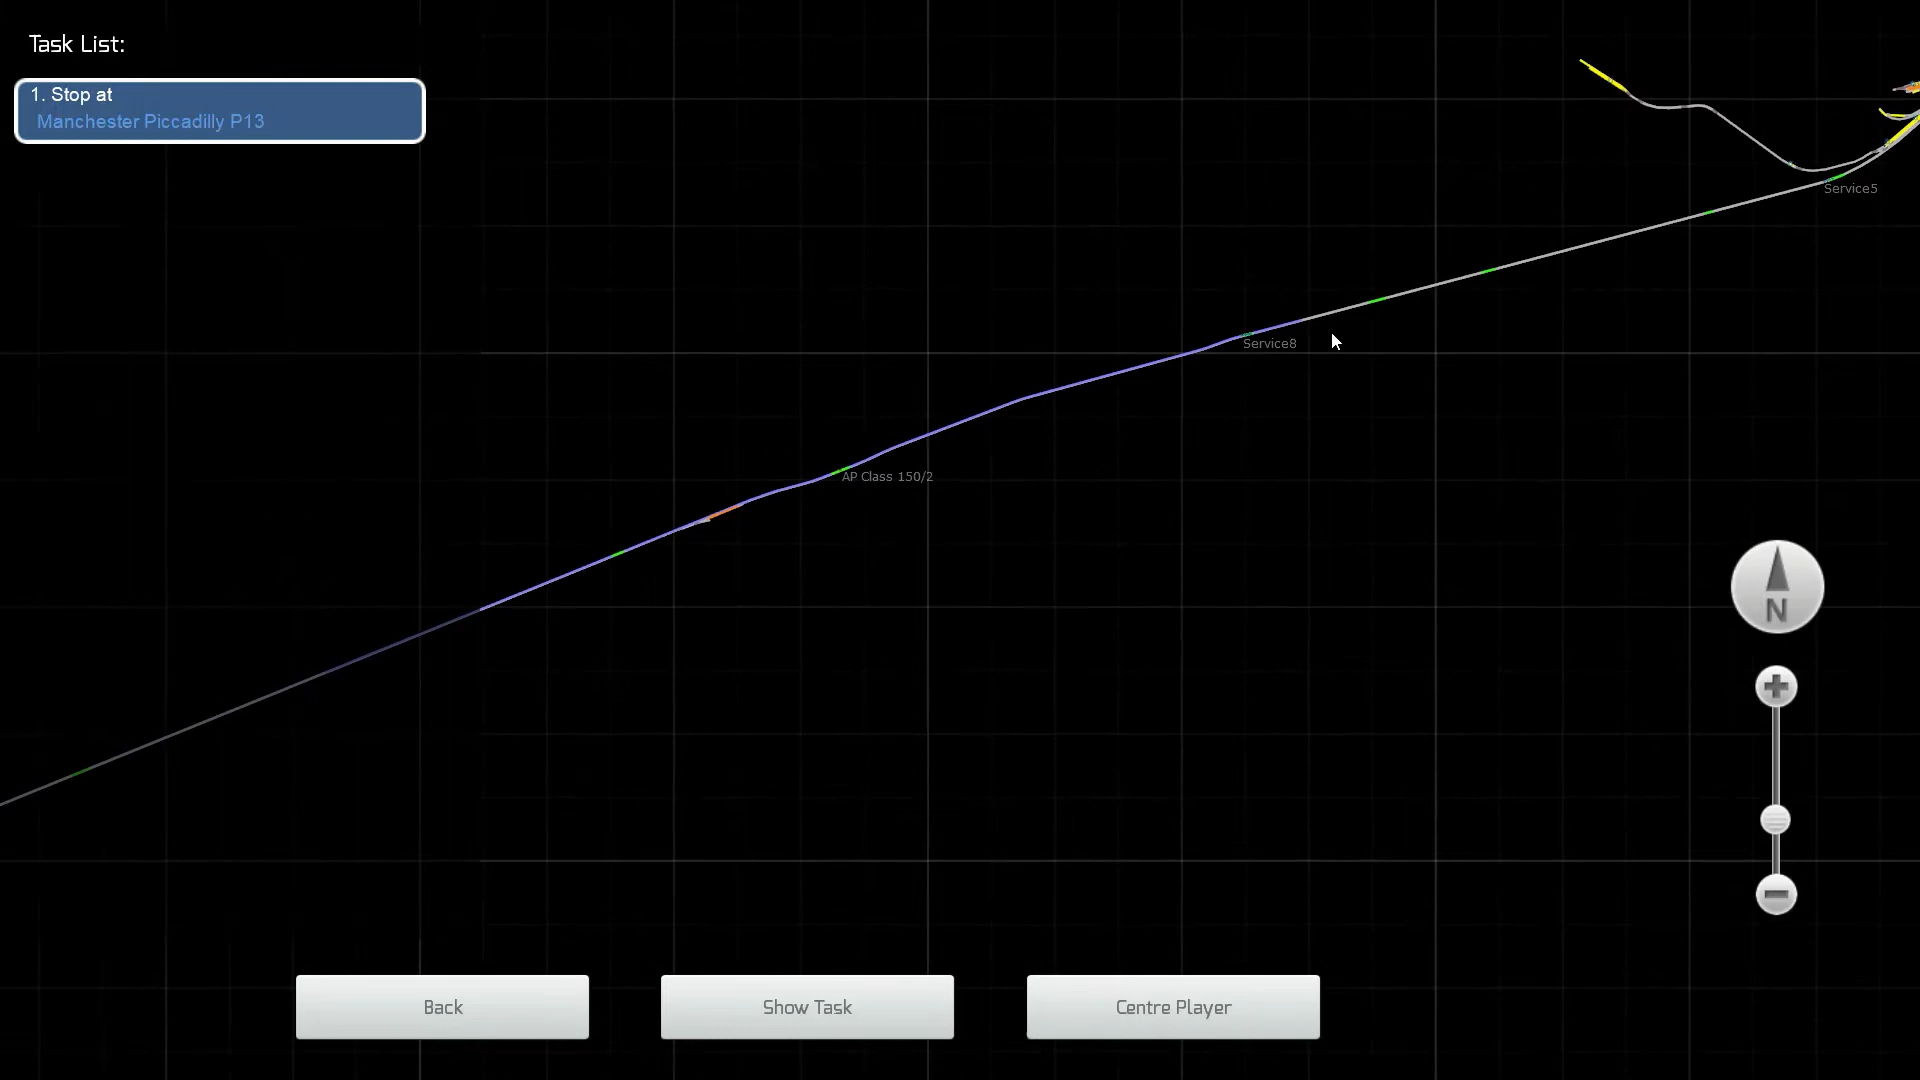 Task List:
1. Stop at
Manchester Piccadilly P13
Service5
Service8
AP Class 150/2
N
Back
Show Task
Centre Player